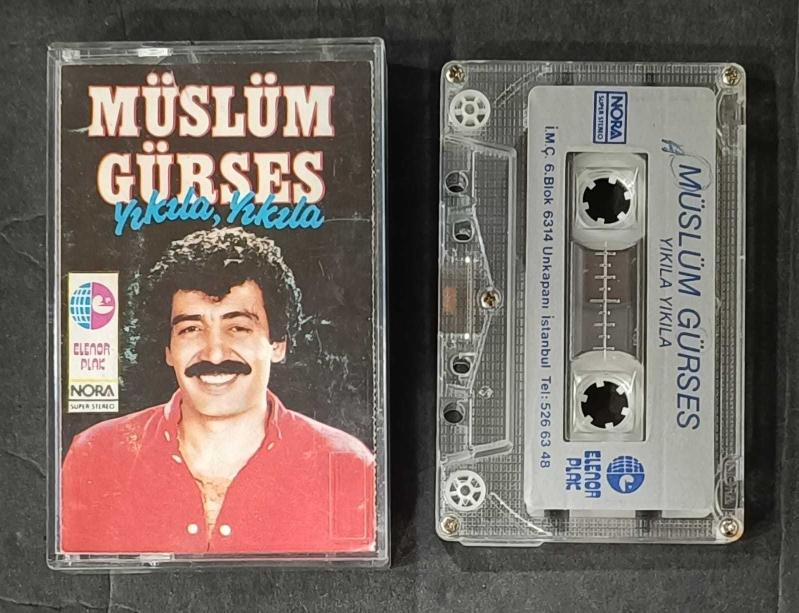 MÜSLÜM
GÜRSES
Yıkıla, Yıkıla
ELENOR
PLAK
NORA
SUPER STEREO
NORA
SUPER STEREO
A
MÜSLÜM GÜRSES
YIKILA YIKILA
İ.M.Ç. 6.Blok 6314 Unkapanı İstanbul Tel: 526 63 48
ELENOR
PLAK